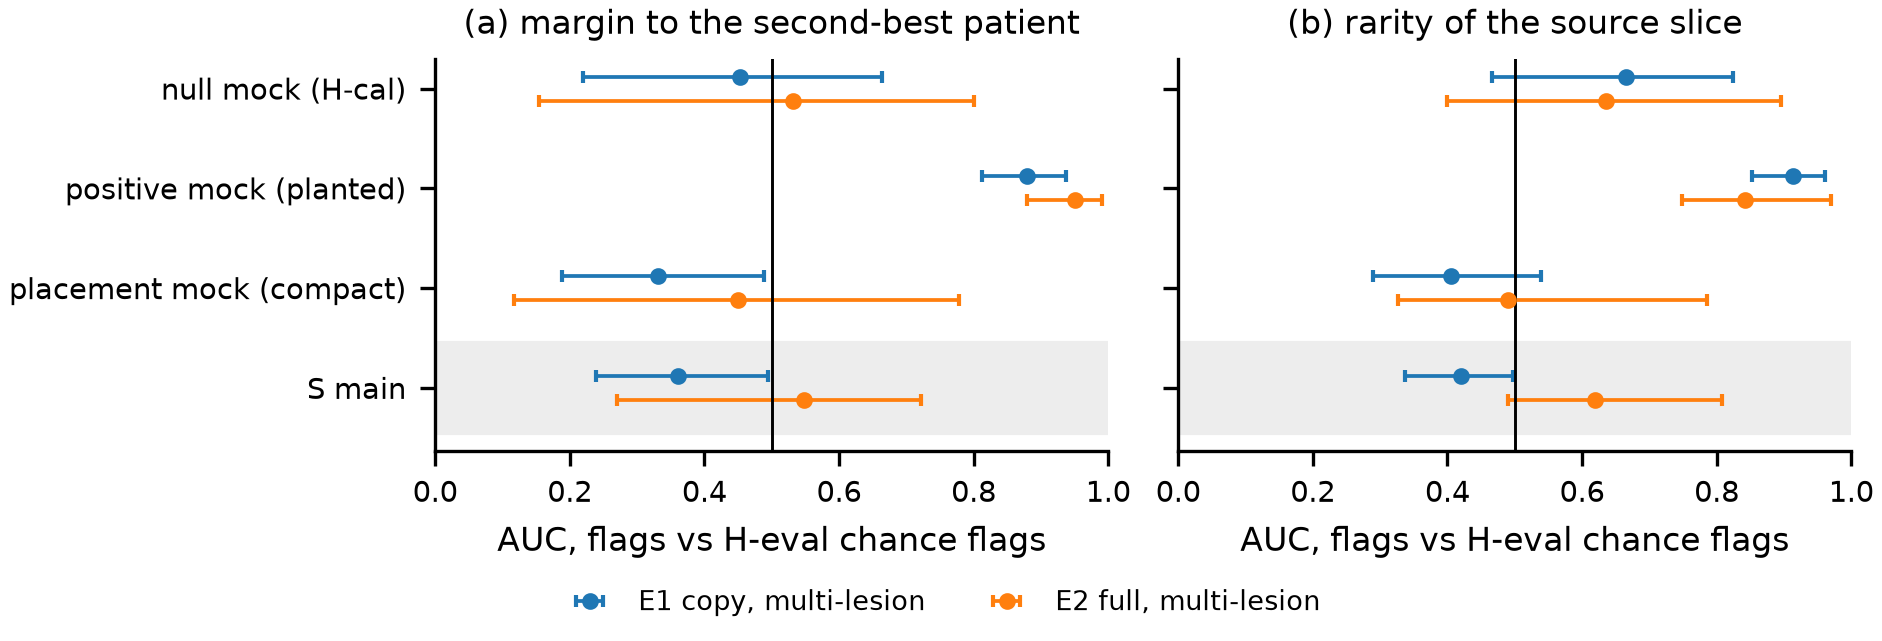 (a) margin to the second-best patient
(b) rarity of the source slice
null mock (H-cal)
positive mock (planted)
placement mock (compact)
S main
0.0 0.2 0.4 0.6 0.8 1.0
0.0 0.2 0.4 0.6 0.8 1.0
AUC, flags vs H-eval chance flags
AUC, flags vs H-eval chance flags
E1 copy, multi-lesion
E2 full, multi-lesion